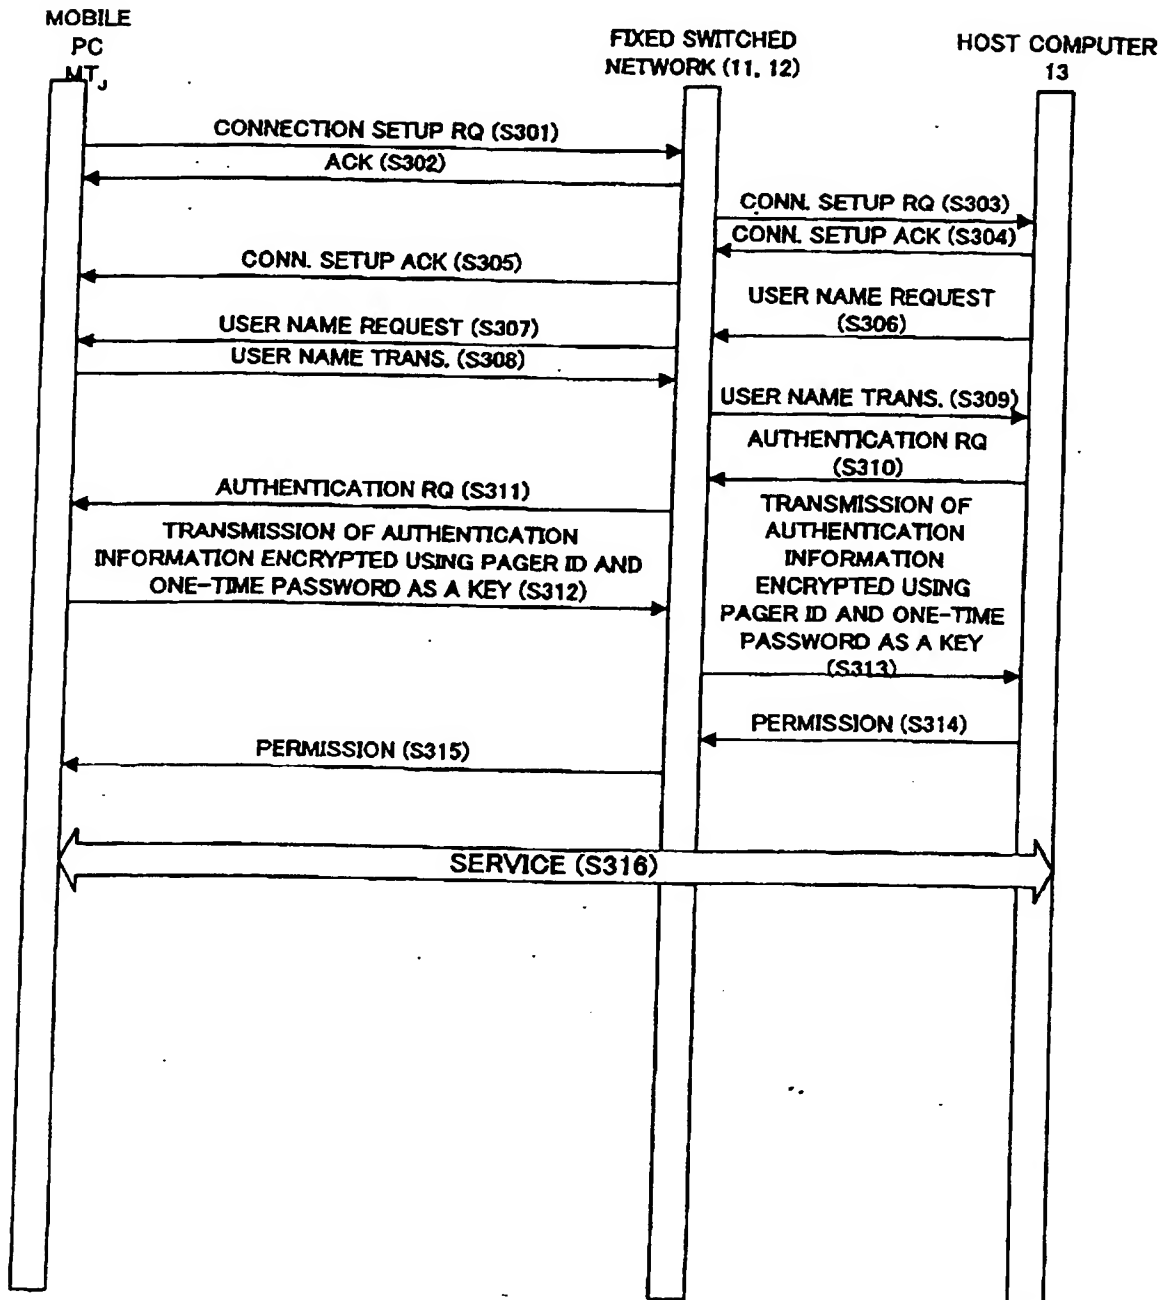 MOBILE
PC
MTJ
FIXED SWITCHED
NETWORK (11, 12)
HOST COMPUTER
13
CONNECTION SETUP RQ (S301)
ACK (S302)
CONN. SETUP RQ (S303)
CONN. SETUP ACK (S304)
CONN. SETUP ACK (S305)
USER NAME REQUEST
(S306)
USER NAME REQUEST (S307)
USER NAME TRANS. (S308)
USER NAME TRANS. (S309)
AUTHENTICATION RQ
(S310)
AUTHENTICATION RQ (S311)
TRANSMISSION OF AUTHENTICATION
INFORMATION ENCRYPTED USING PAGER ID AND
ONE-TIME PASSWORD AS A KEY (S312)
TRANSMISSION OF
AUTHENTICATION
INFORMATION
ENCRYPTED USING
PAGER ID AND ONE-TIME
PASSWORD AS A KEY
(S313)
PERMISSION (S314)
PERMISSION (S315)
SERVICE (S316)